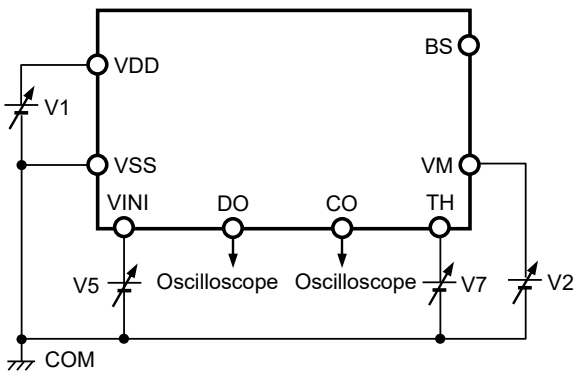 BS
VDD
V1
VSS
VM
VINI
DO
CO
TH
V5
Oscilloscope
Oscilloscope
V7
V2
COM